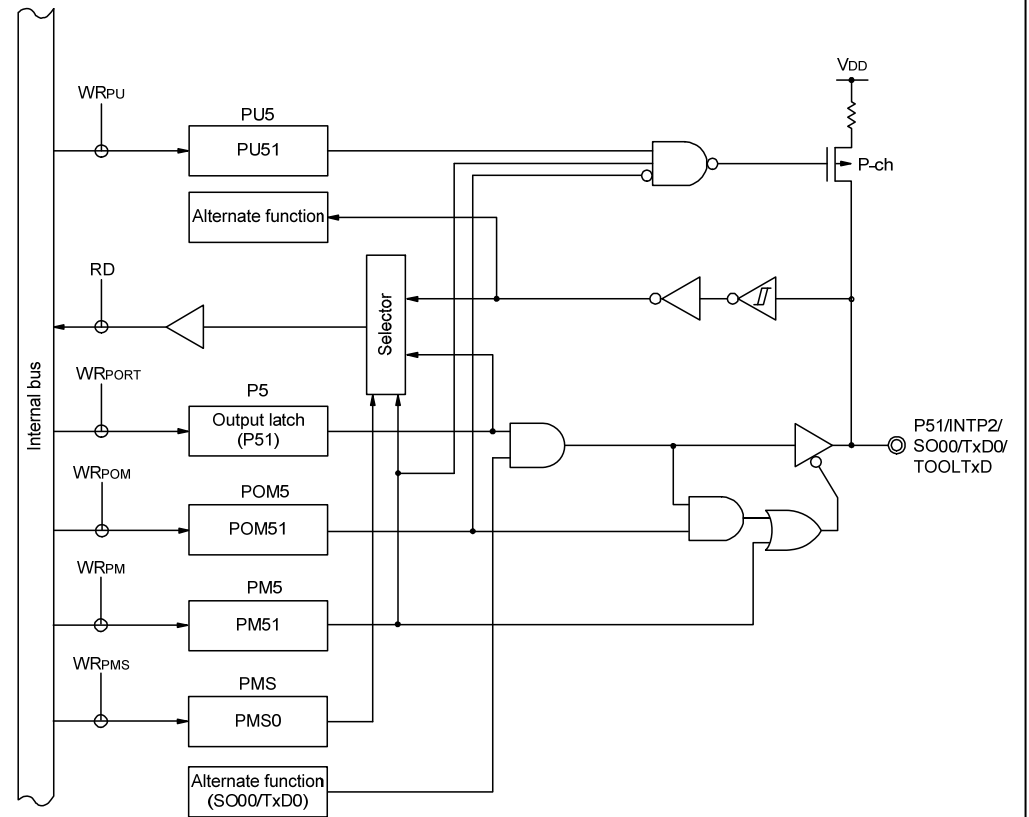 VDD
WRPU
PU5
PU51
P-ch
Alternate function
RD
Selector
Internal bus
WRPORT
P5
Output latch
(P51)
P51/INTP2/
SO00/TxD0/
TOOLTxD
WRPOM
POM5
POM51
WRPM
PM5
PM51
WRPMS
PMS
PMS0
Alternate function
(SO00/TxD0)